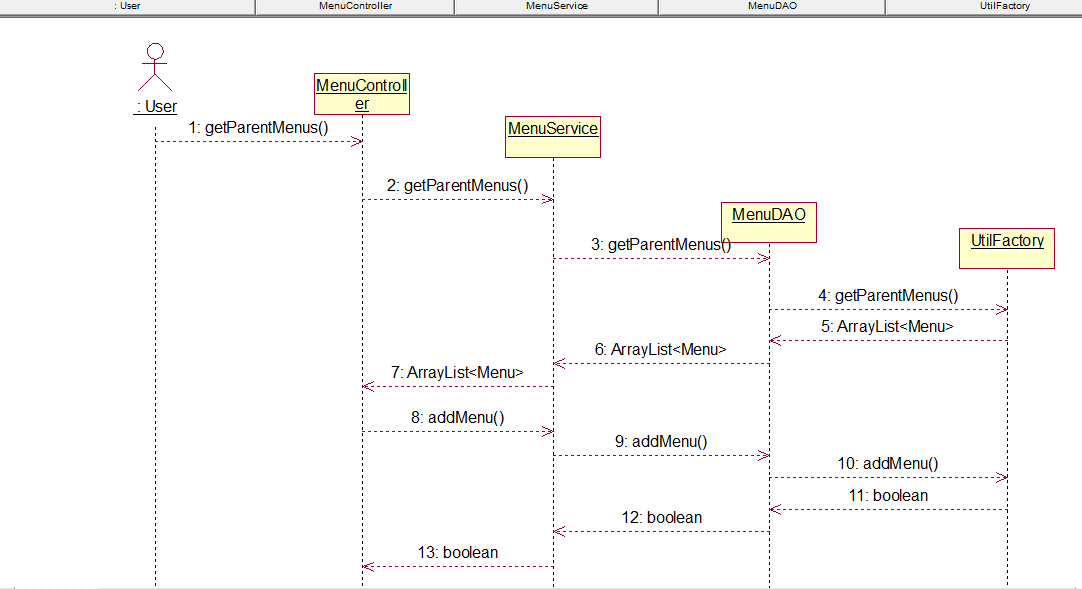 : User
MenuController
MenuService
MenuDAO
UtilFactory
: User
MenuControll
er
1: getParentMenus()
MenuService
2: getParentMenus()
MenuDAO
3: getParentMenus()
UtilFactory
4: getParentMenus()
5: ArrayList<Menu>
6: ArrayList<Menu>
7: ArrayList<Menu>
8: addMenu()
9: addMenu()
10: addMenu()
11: boolean
12: boolean
13: boolean